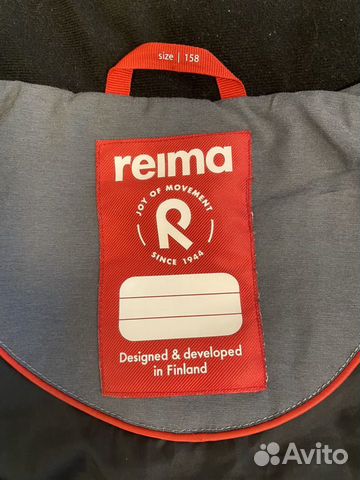 size | 158
reima
JOY OF MOVEMENT
R
SINCE 1944
Designed & developed
in Finland
Avito